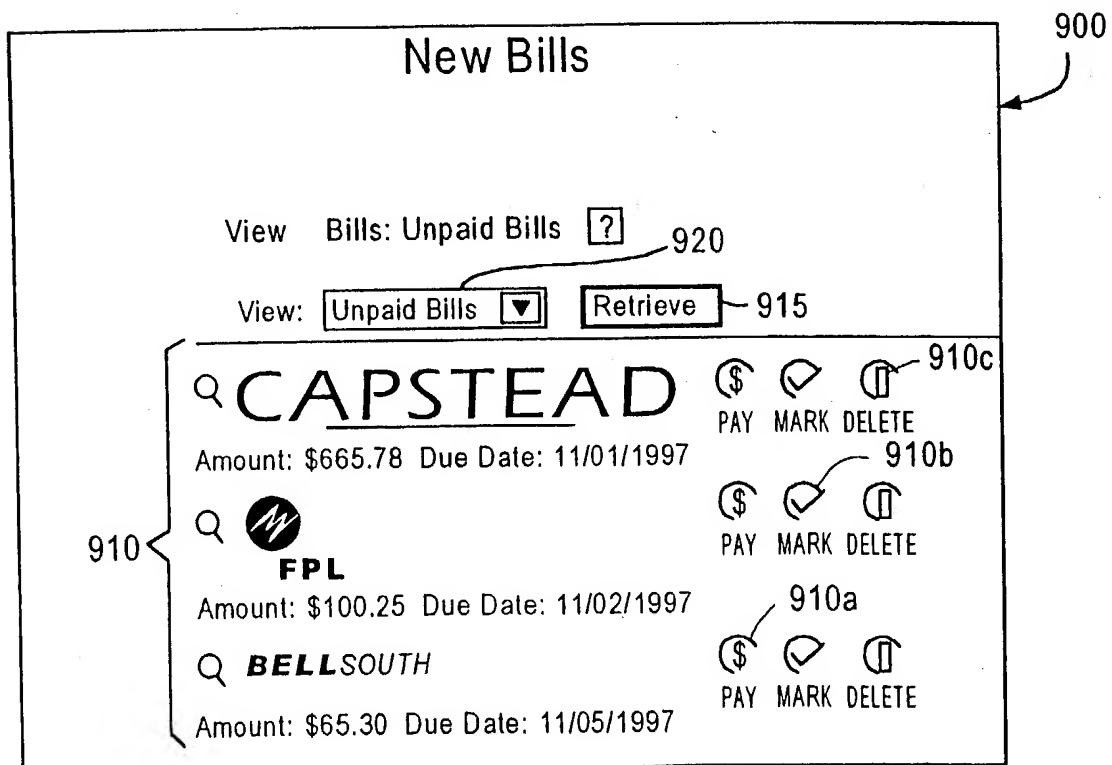 900
New Bills
View Bills: Unpaid Bills ?
920
View: Unpaid Bills Retrieve 915
910c
CAPSTEAD $
PAY MARK DELETE
Amount: $665.78 Due Date: 11/01/1997
910b
$
PAY MARK DELETE
910
FPL
Amount: $100.25 Due Date: 11/02/1997
910a
BELLSOUTH $
PAY MARK DELETE
Amount: $65.30 Due Date: 11/05/1997